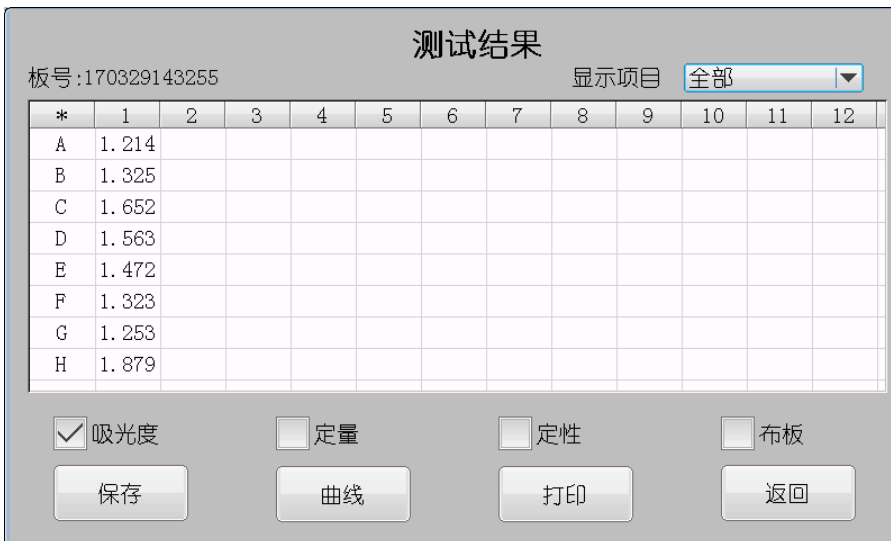 测试结果
板号:170329143255 显示项目 全部
* 1 2 3 4 5 6 7 8 9 10 11 12
A 1.214
B 1.325
C 1.652
D 1.563
E 1.472
F 1.323
G 1.253
H 1.879
吸光度 定量 定性 布板
保存 曲线 打印 返回